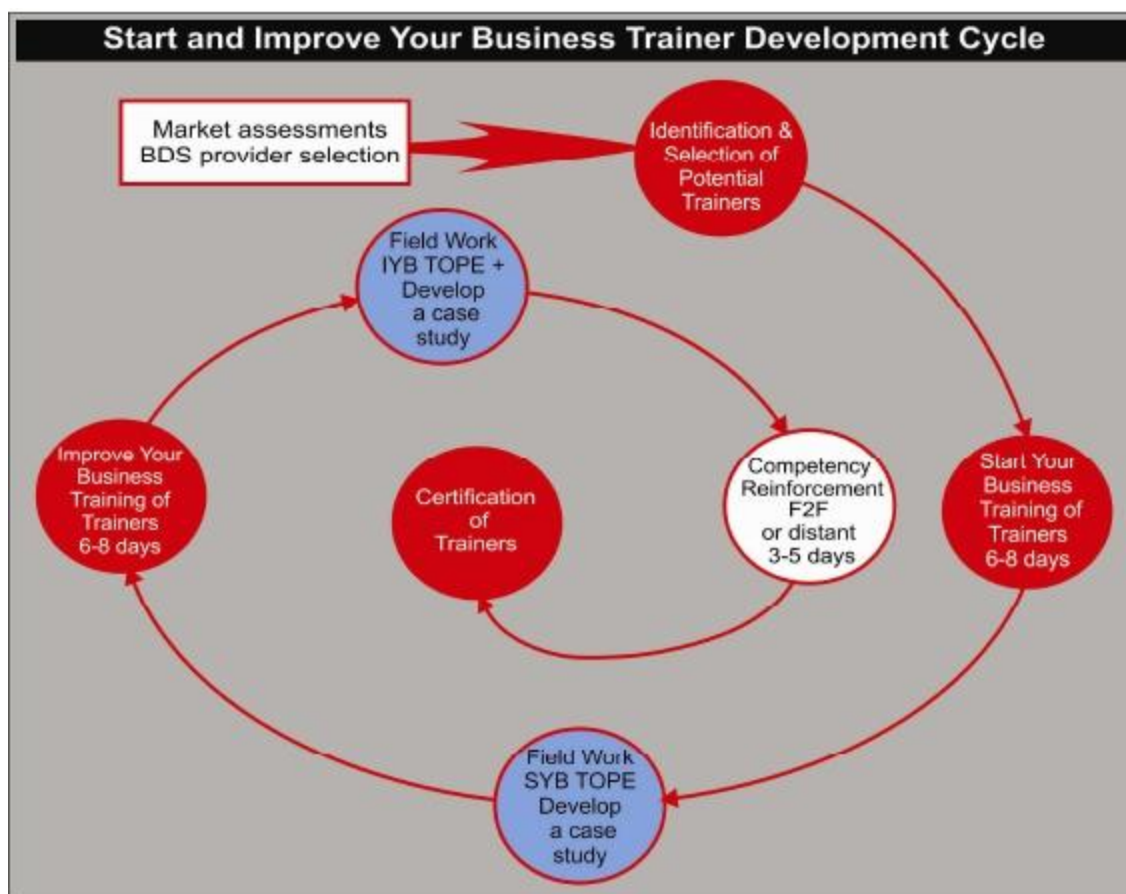 Start and Improve Your Business Trainer Development Cycle
Market assessments
BDS provider selection
Identification &
Selection of
Potential
Trainers
Field Work
IYB TOPE +
Develop
a case
study
Improve Your
Business
Training of
Trainers
6-8 days
Certification
of
Trainers
Competency
Reinforcement
F2F
or distant
3-5 days
Start Your
Business
Training of
Trainers
6-8 days
Field Work
SYB TOPE
Develop
a case
study